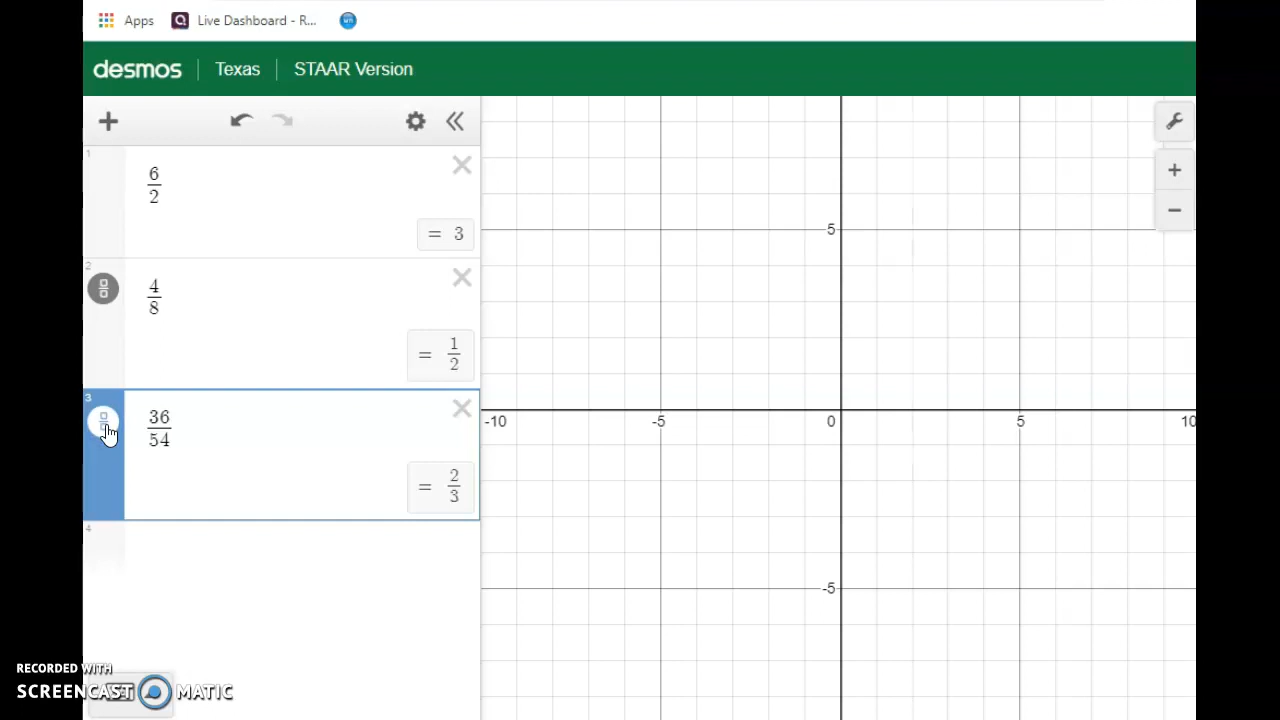 Apps Live Dashboard - R...
desmos Texas STAAR Version
1
6/2
= 3
2
4/8
= 1/2
3
36/54
= 2/3
4
5
-10 -5 0 5 10
-5
RECORDED WITH
SCREENCAST MATIC